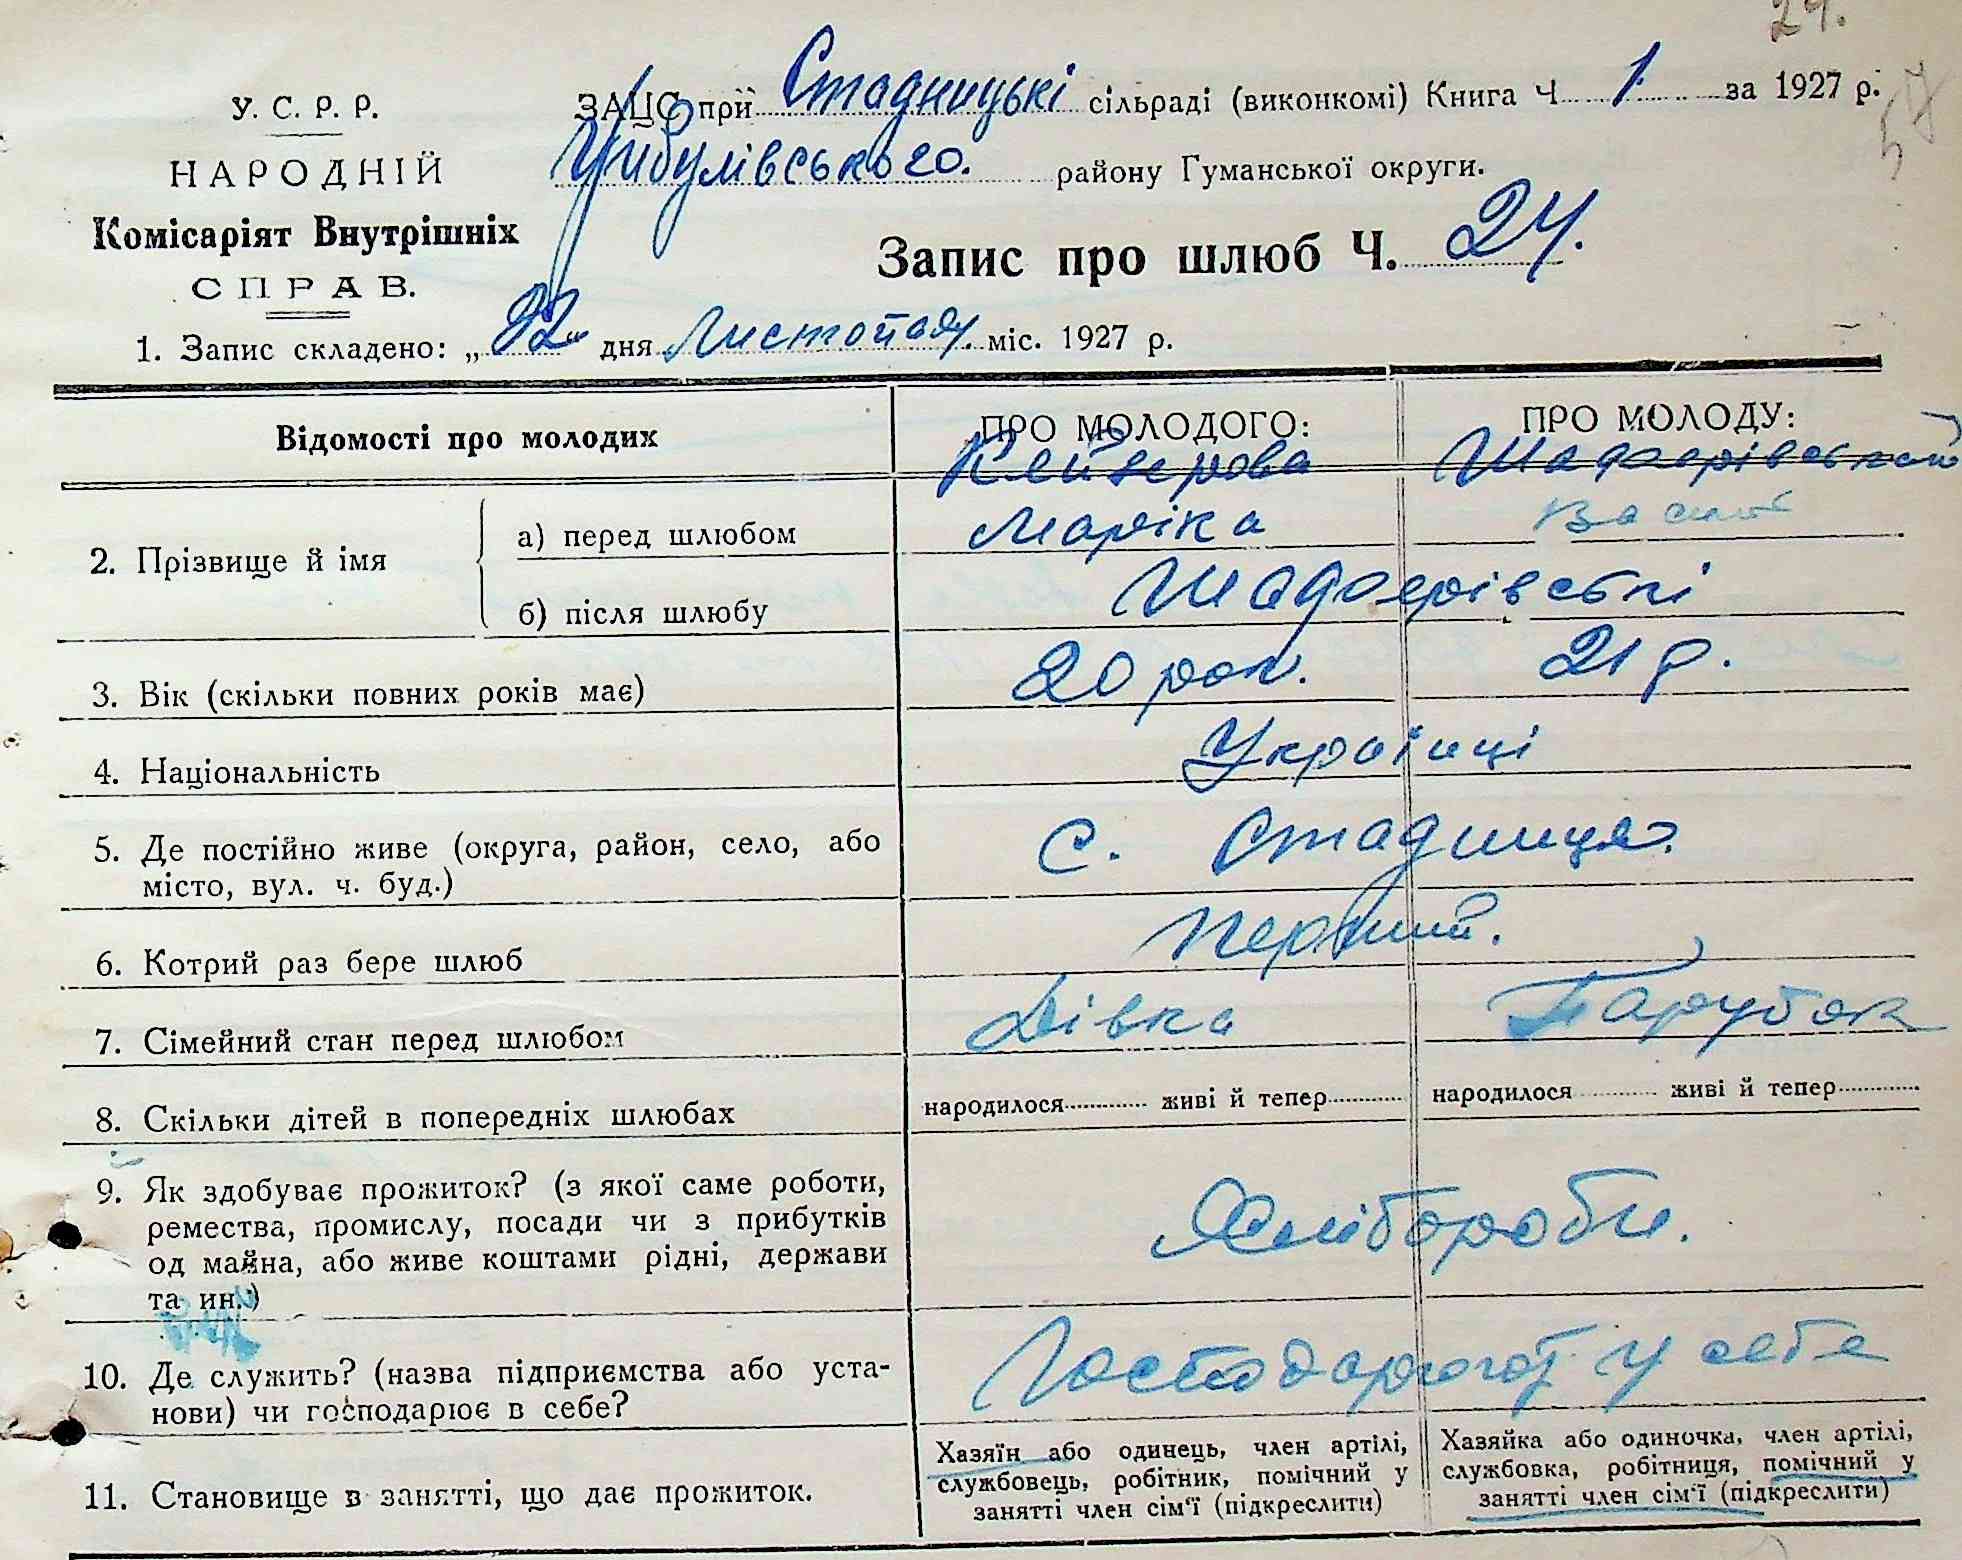 24.
57
У. С. Р. Р.
НАРОДНІЙ
Комісаріят Внутрішніх
СПРАВ.
ЗАЦС при Стадницькі сільраді (виконкомі) Книга Ч 1 за 1927 р.
Цибулівського. району Гуманської округи.
Запис про шлюб Ч. 24.
1. Запис складено: „22“ дня Листопаду міс. 1927 р.
Відомості про молодих
ПРО МОЛОДОГО:
ПРО МОЛОДУ:
2. Прізвище й імя
а) перед шлюбом
Маріка
Василь
б) після шлюбу
3. Вік (скільки повних років має)
20 рок.
21 р.
4. Національність
Українці
5. Де постійно живе (округа, район, село, або
місто, вул. ч. буд.)
С. Стадниця.
6. Котрий раз бере шлюб
Перший.
7. Сімейний стан перед шлюбом
Дівка
Парубок
8. Скільки дітей в попередніх шлюбах
народилося живі й тепер
народилося живі й тепер
9. Як здобуває прожиток? (з якої саме роботи,
ремества, промислу, посади чи з прибутків
од майна, або живе коштами рідні, держави
та ин.)
Хлібороби.
10. Де служить? (назва підприємства або уста-
нови) чи господарює в себе?
Господарюют у себе
11. Становище в занятті, що дає прожиток.
Хазяїн або одинець, член артілі,
службовець, робітник, помічний у
занятті член сім'ї (підкреслити)
Хазяйка або одиночка, член артілі,
службовка, робітниця, помічний у
занятті член сім'ї (підкреслити)